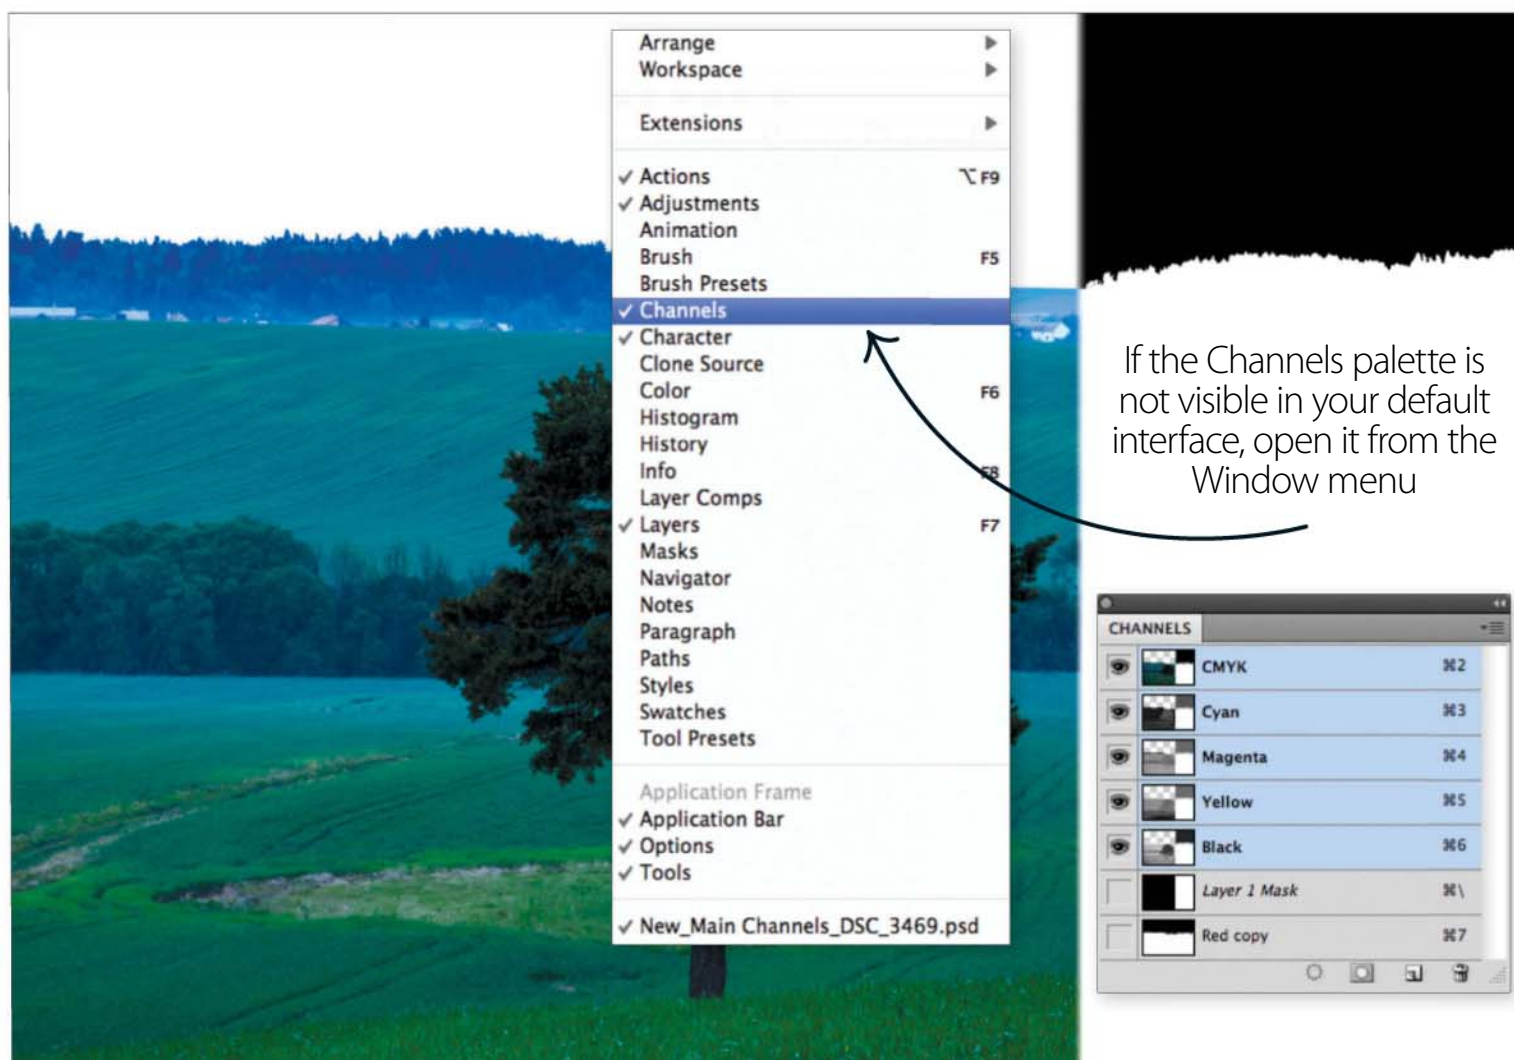 Arrange
Workspace
Extensions
Actions ⌥ F9
Adjustments
Animation
Brush F5
Brush Presets
Channels
Character
Clone Source
Color F6
Histogram
History
Info F8
Layer Comps
Layers F7
Masks
Navigator
Notes
Paragraph
Paths
Styles
Swatches
Tool Presets
Application Frame
Application Bar
Options
Tools
New_Main Channels_DSC_3469.psd
If the Channels palette is
not visible in your default
interface, open it from the
Window menu
CHANNELS
CMYK ⌘2
Cyan ⌘3
Magenta ⌘4
Yellow ⌘5
Black ⌘6
Layer 1 Mask ⌘\
Red copy ⌘7